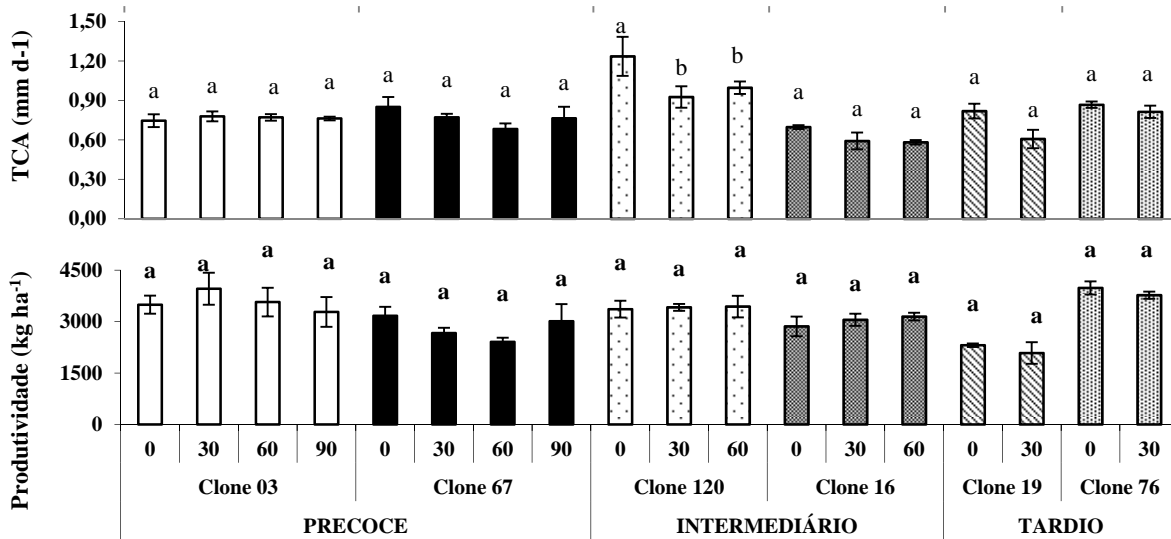 TCA (mm d-1)
1,50
1,20
0,90
0,60
0,30
0,00
a a a a a a a a a b b a a a a a a a
Produtividade (kg ha-1)
4500
3000
1500
0
a a a a a a a a a a a a a a a a a a
0 30 60 90 0 30 60 90 0 30 60 0 30 60 0 30 0 30
Clone 03 Clone 67 Clone 120 Clone 16 Clone 19 Clone 76
PRECOCE INTERMEDIÁRIO TARDIO